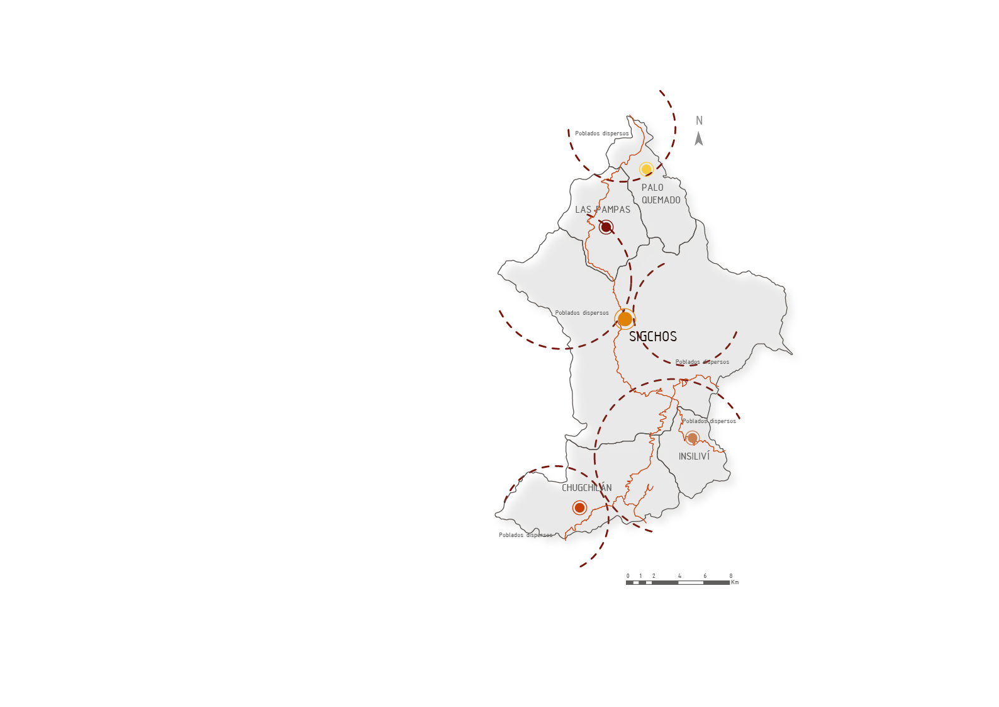 N
Poblados dispersos
PALO
QUEMADO
LAS PAMPAS
Poblados dispersos
SIGCHOS
Poblados dispersos
Poblados dispersos
INSILIVÍ
CHUGCHILÁN
Poblados dispersos
0 1 2 4 6 8
Km